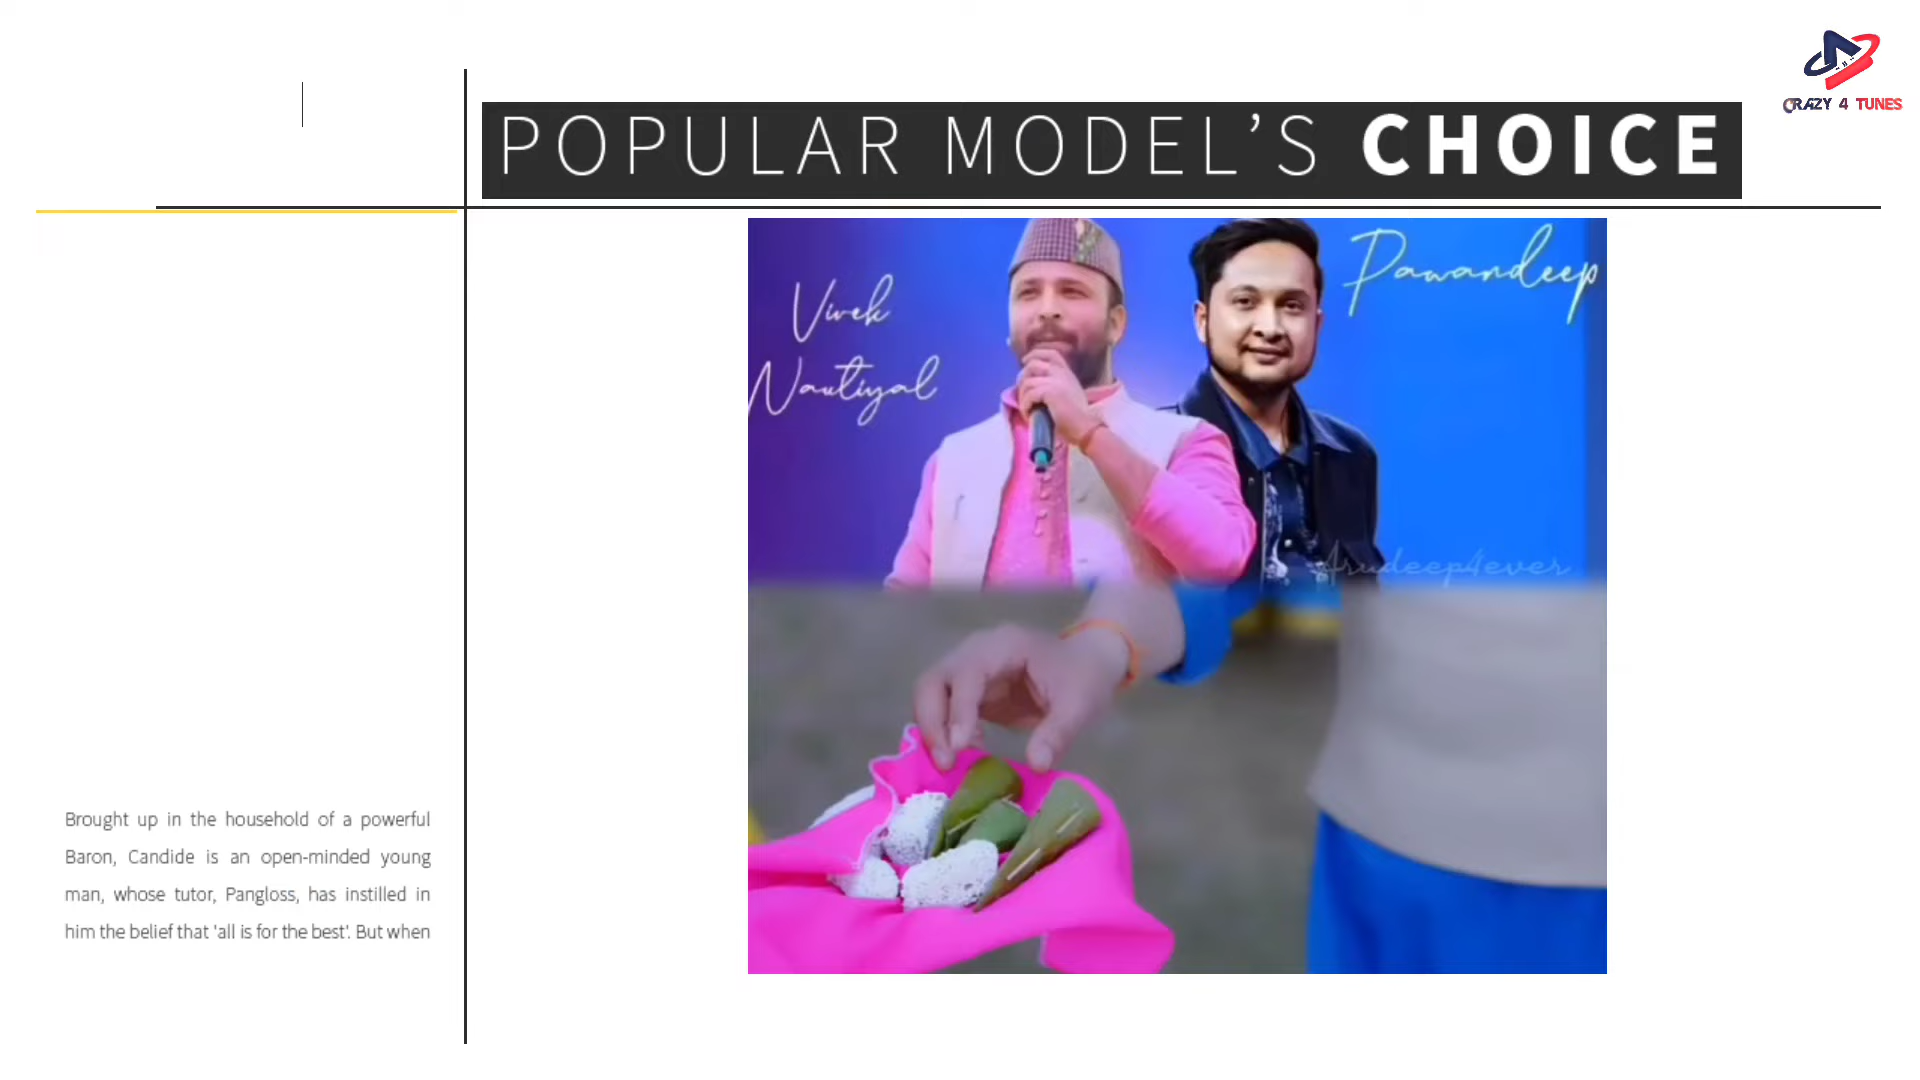 CRAZY 4 TUNES
POPULAR MODEL’S CHOICE
Vivek
Nautiyal
Pawandeep
Arudeep4ever
Brought up in the household of a powerful
Baron, Candide is an open-minded young
man, whose tutor, Pangloss, has instilled in
him the belief that 'all is for the best'. But when